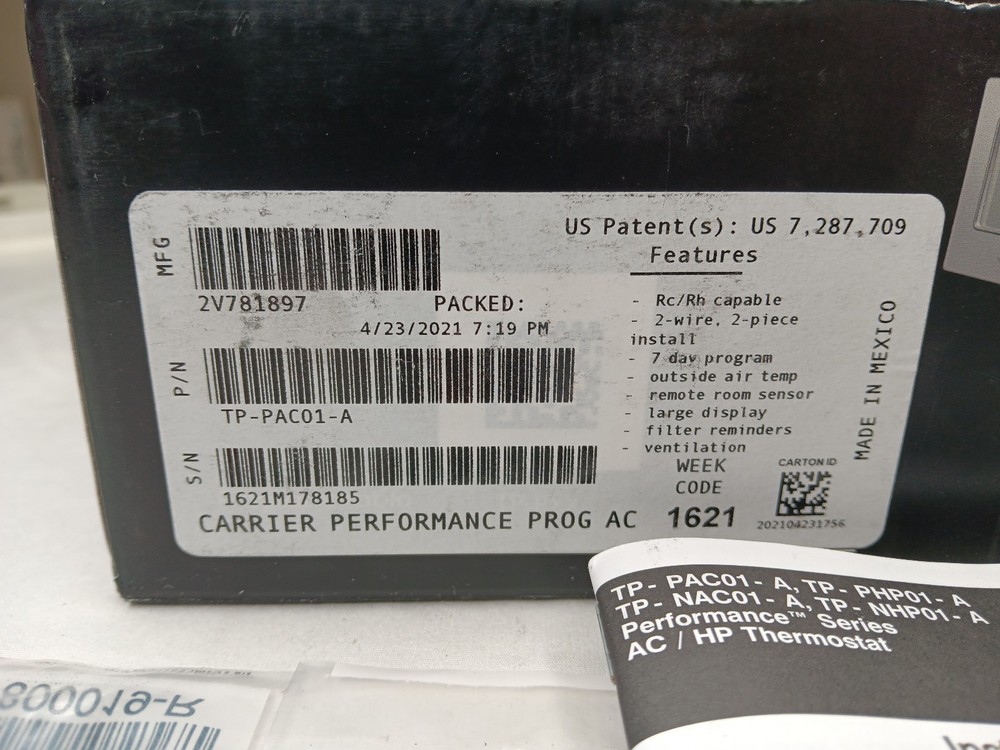 MFG
2V781897
PACKED:
4/23/2021 7:19 PM
P/N
TP-PAC01-A
S/N
1621M178185
CARRIER PERFORMANCE PROG AC
US Patent(s): US 7,287,709
Features
- Rc/Rh capable
- 2-wire, 2-piece
install
- 7 day program
- outside air temp
- remote room sensor
- large display
- filter reminders
- ventilation
WEEK
CODE
1621
CARTON ID
202104231756
MADE IN MEXICO
TP- PAC01- A, TP- PHP01- A
TP- NAC01- A, TP- NHP01- A
Performance™ Series
AC / HP Thermostat
800019-R